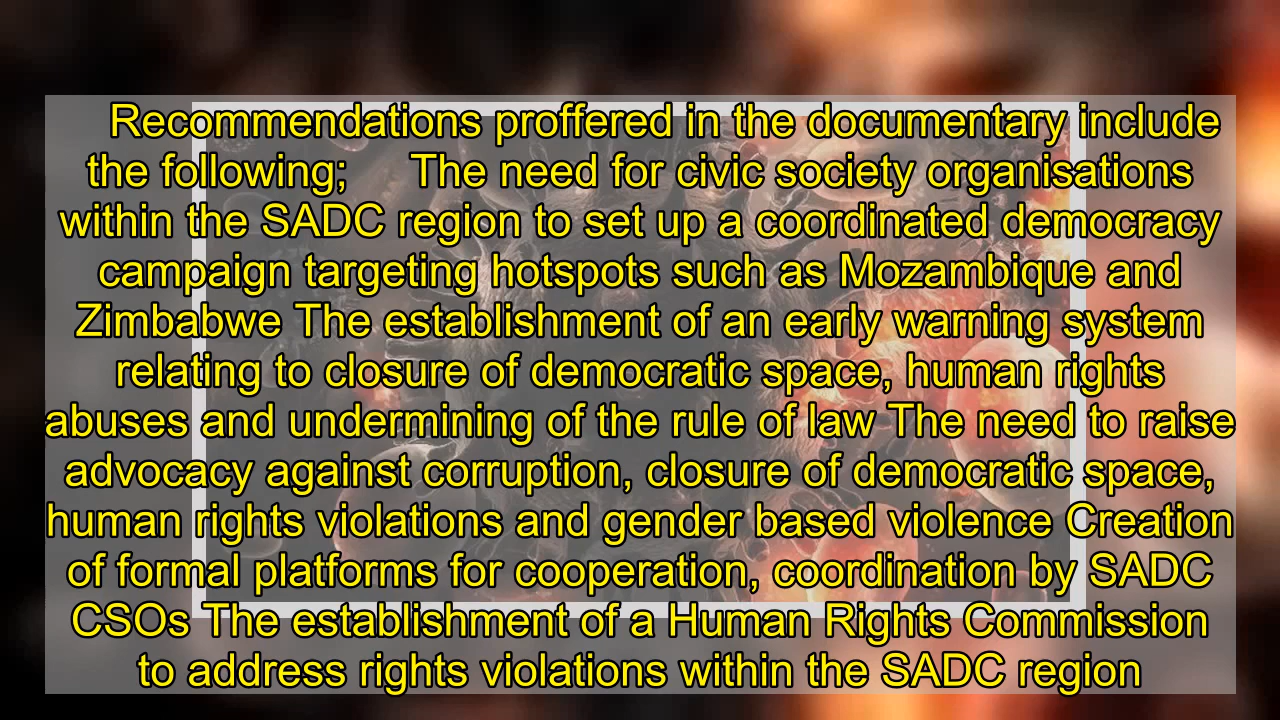 Recommendations proffered in the documentary include
the following; The need for civic society organisations
within the SADC region to set up a coordinated democracy
campaign targeting hotspots such as Mozambique and
Zimbabwe The establishment of an early warning system
relating to closure of democratic space, human rights
abuses and undermining of the rule of law The need to raise
advocacy against corruption, closure of democratic space,
human rights violations and gender based violence Creation
of formal platforms for cooperation, coordination by SADC
CSOs The establishment of a Human Rights Commission
to address rights violations within the SADC region